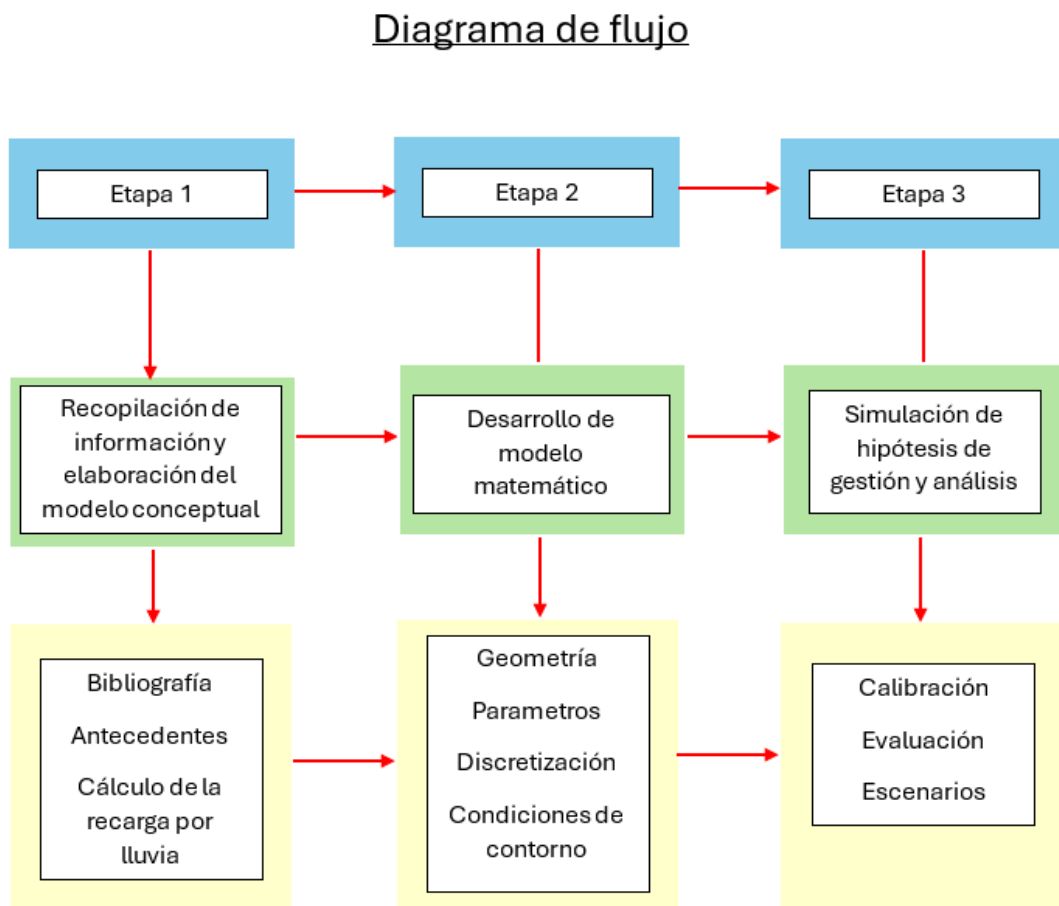 Diagrama de flujo
Etapa 1
Etapa 2
Etapa 3
Recopilación de
información y
elaboración del
modelo conceptual
Desarrollo de
modelo
matemático
Simulación de
hipótesis de
gestión y análisis
Bibliografía
Antecedentes
Cálculo de la
recarga por
lluvia
Geometría
Parametros
Discretización
Condiciones de
contorno
Calibración
Evaluación
Escenarios